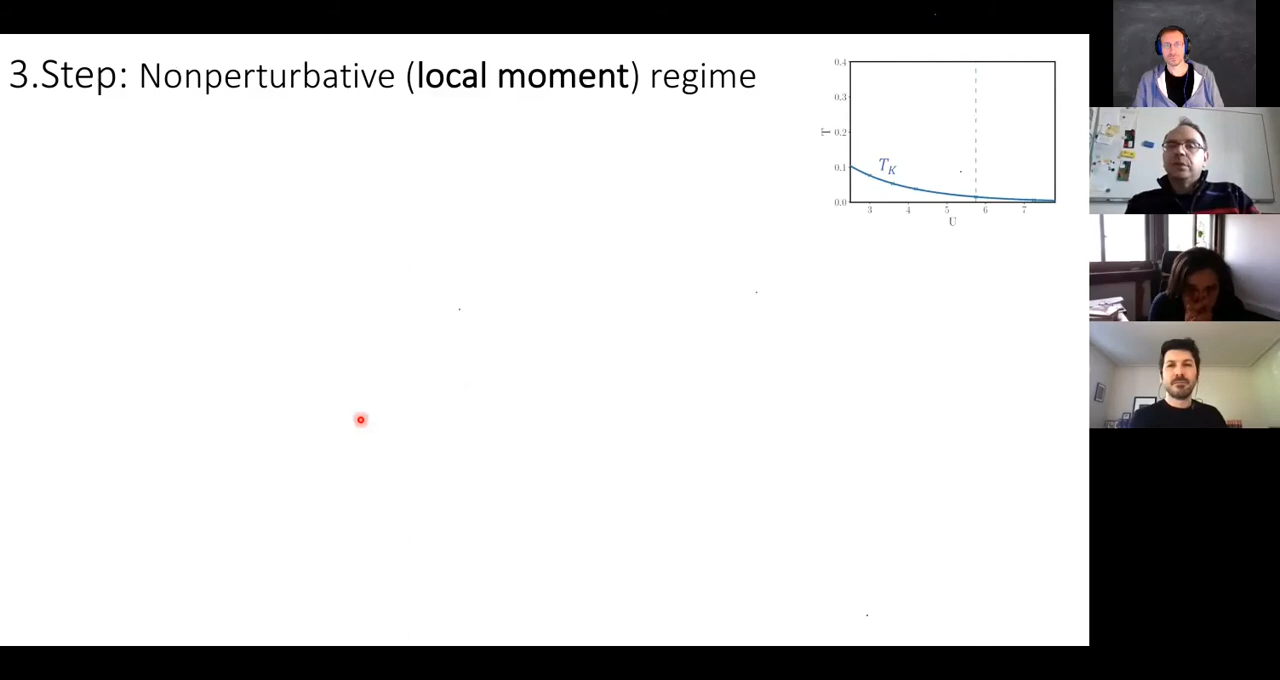 3.Step: Nonperturbative (local moment) regime
0.4
0.3
T 0.2
0.1
0.0
T_K
3 4 5 6 7
U